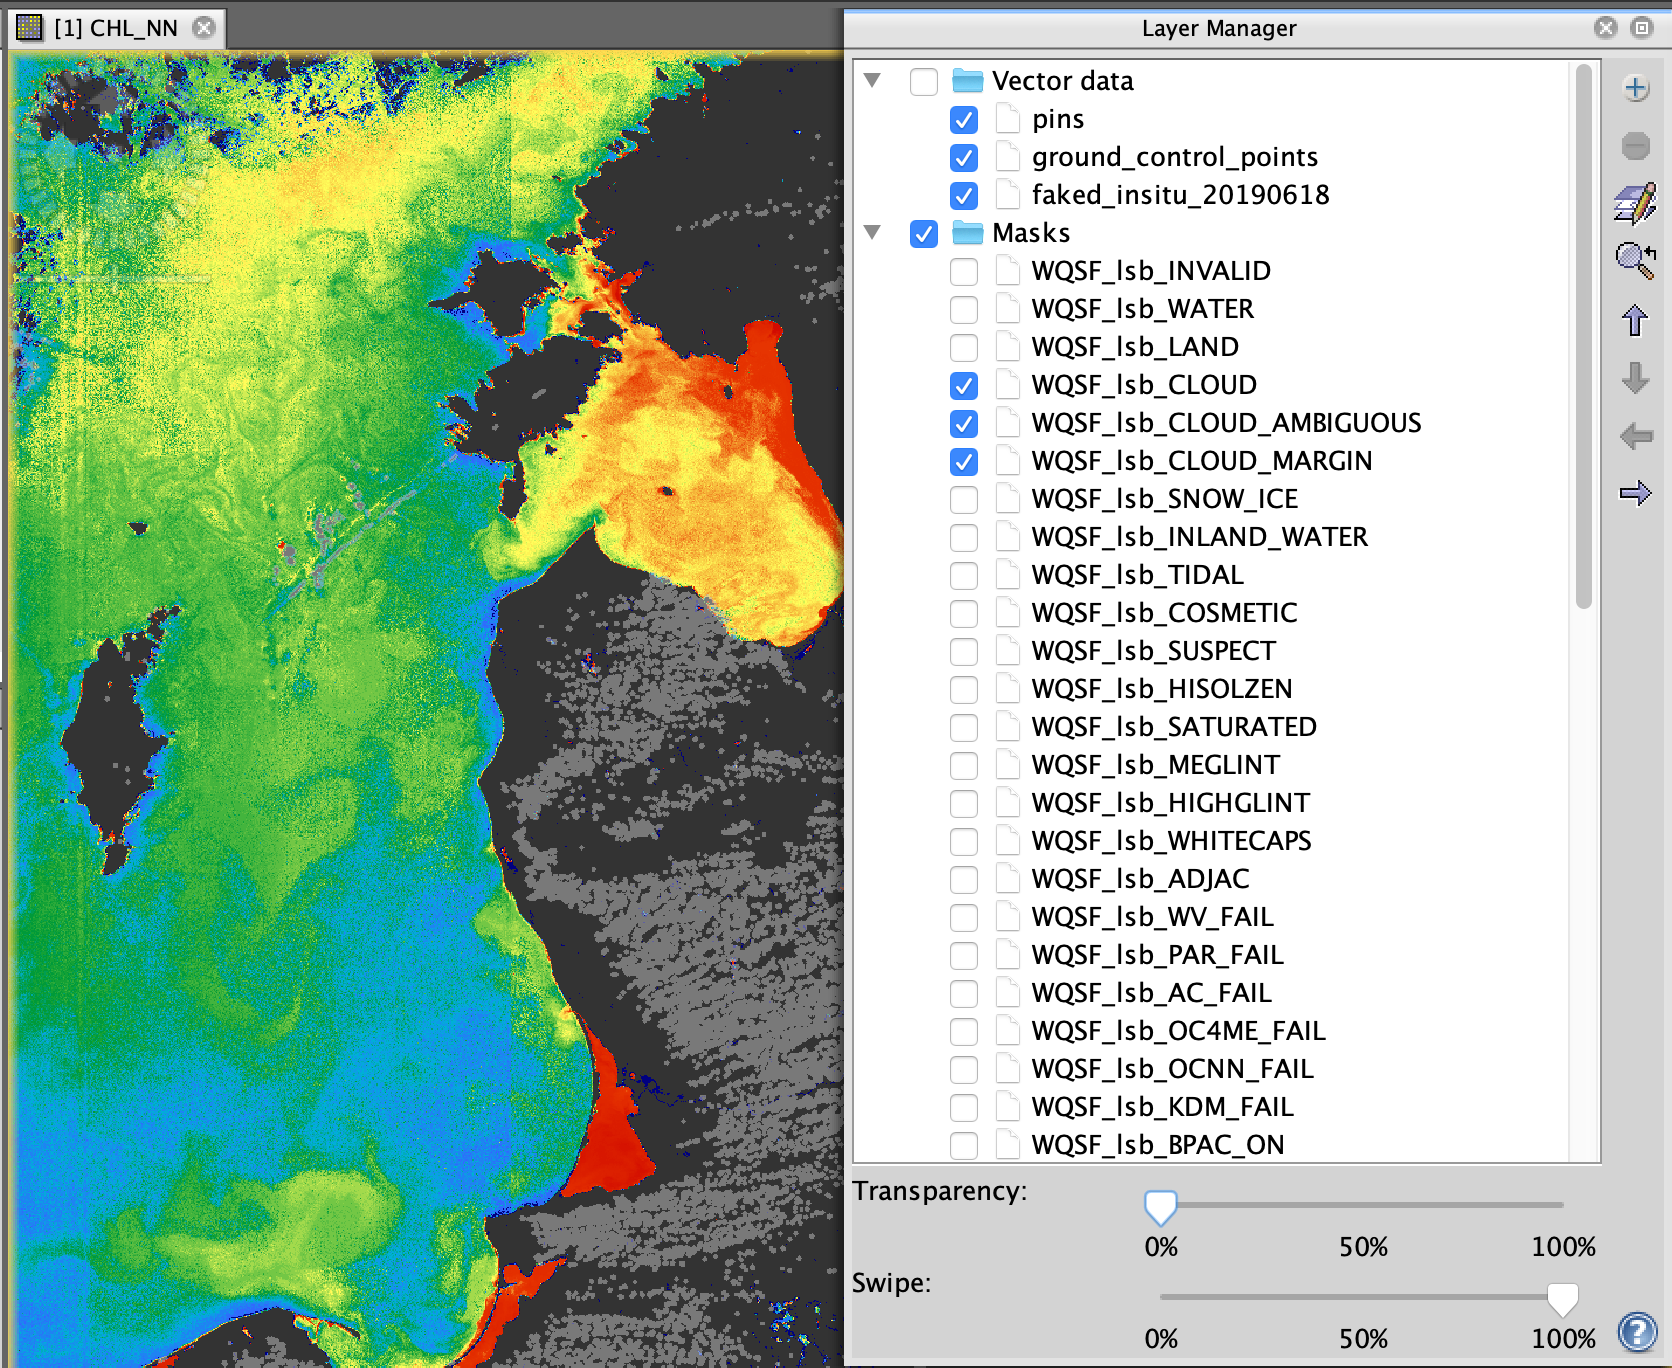 [1] CHL_NN
Layer Manager
Vector data
pins
ground_control_points
faked_insitu_20190618
Masks
WQSF_lsb_INVALID
WQSF_lsb_WATER
WQSF_lsb_LAND
WQSF_lsb_CLOUD
WQSF_lsb_CLOUD_AMBIGUOUS
WQSF_lsb_CLOUD_MARGIN
WQSF_lsb_SNOW_ICE
WQSF_lsb_INLAND_WATER
WQSF_lsb_TIDAL
WQSF_lsb_COSMETIC
WQSF_lsb_SUSPECT
WQSF_lsb_HISOLZEN
WQSF_lsb_SATURATED
WQSF_lsb_MEGLINT
WQSF_lsb_HIGHGLINT
WQSF_lsb_WHITECAPS
WQSF_lsb_ADJAC
WQSF_lsb_WV_FAIL
WQSF_lsb_PAR_FAIL
WQSF_lsb_AC_FAIL
WQSF_lsb_OC4ME_FAIL
WQSF_lsb_OCNN_FAIL
WQSF_lsb_KDM_FAIL
WQSF_lsb_BPAC_ON
Transparency:
0% 50% 100%
Swipe:
0% 50% 100%
?